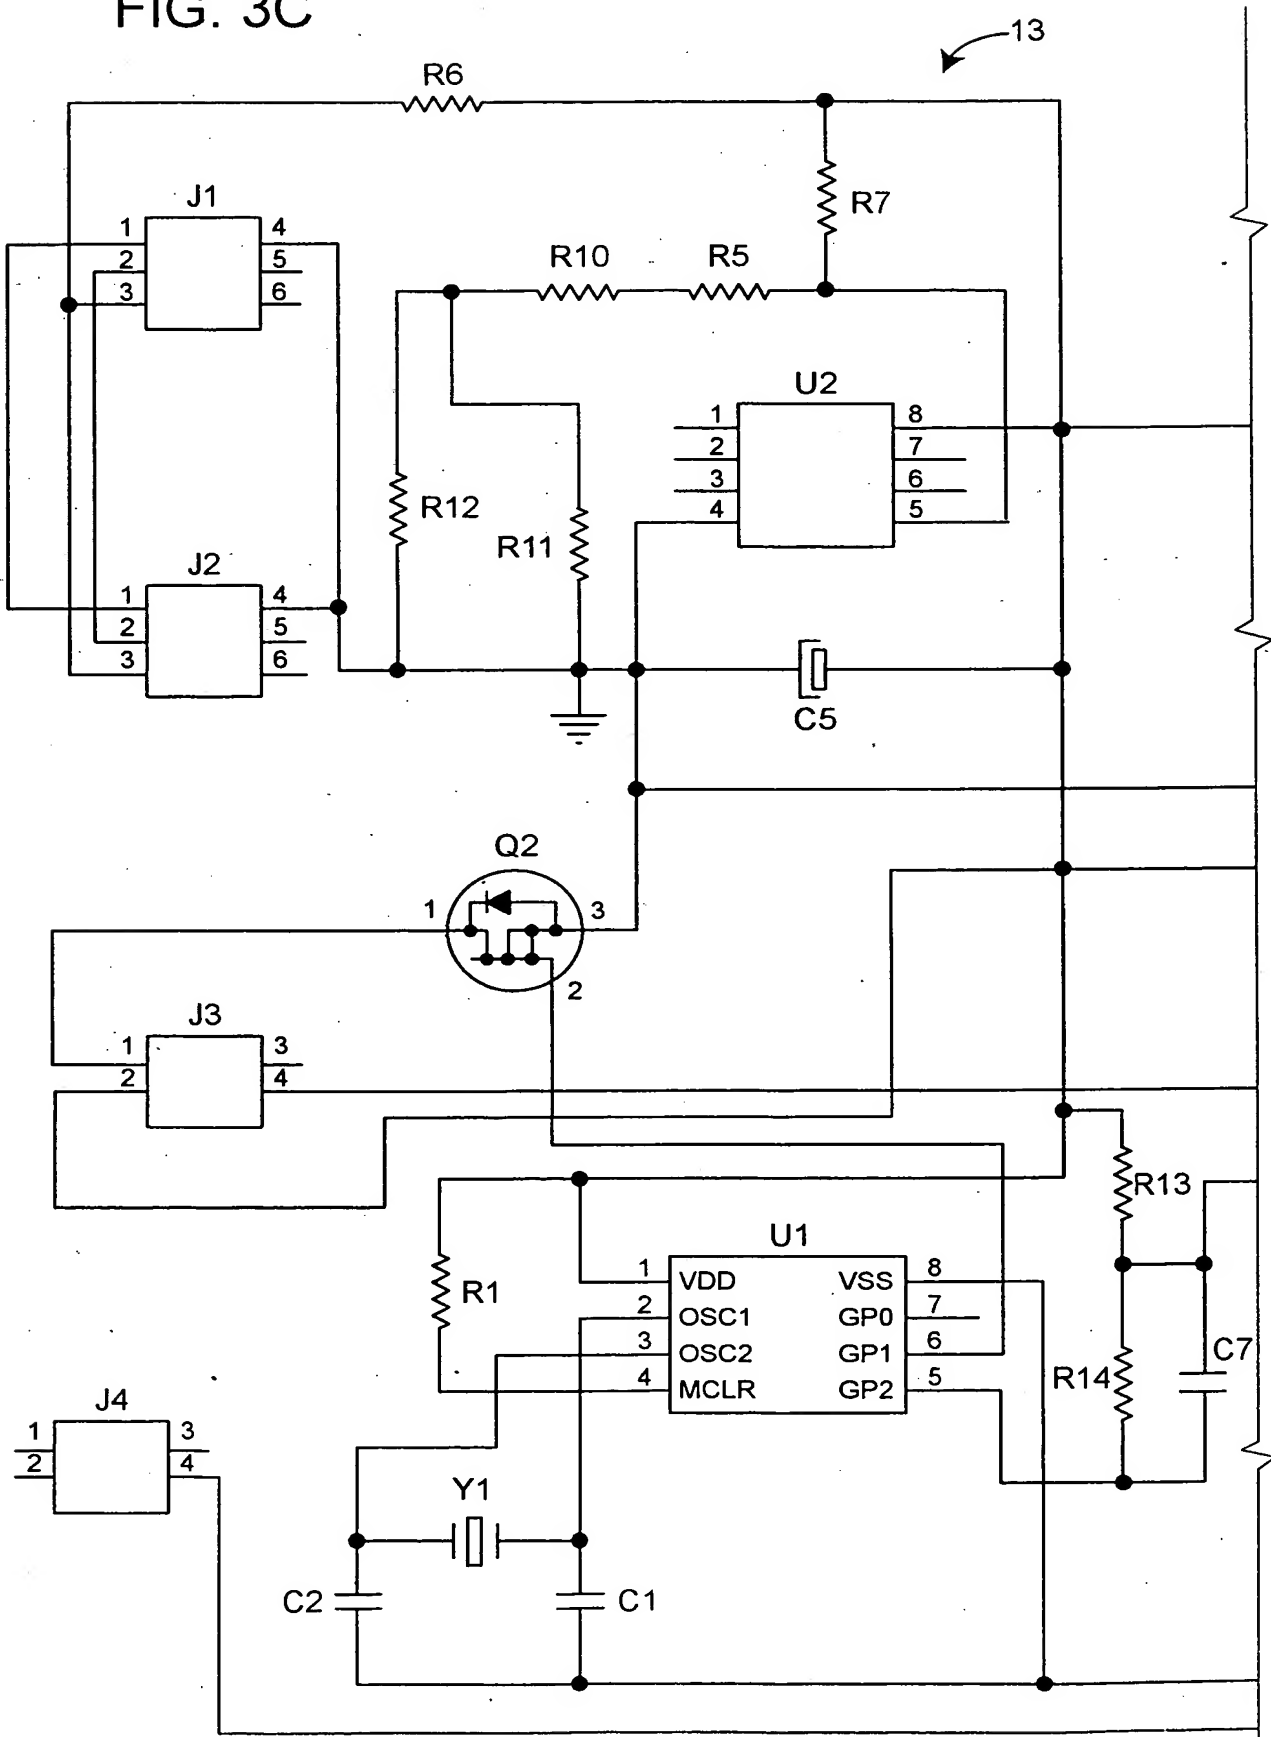 FIG. 3C
13
R6
J1
1 4
2 5
3 6
R7
R10 R5
U2
1 8
2 7
3 6
4 5
R12
R11
J2
1 4
2 5
3 6
C5
Q2
1 3
2
J3
1 3
2 4
R13
U1
1 VDD VSS 8
2 OSC1 GP0 7
3 OSC2 GP1 6
4 MCLR GP2 5
R1
C7
R14
J4
1 3
2 4
Y1
C2 C1